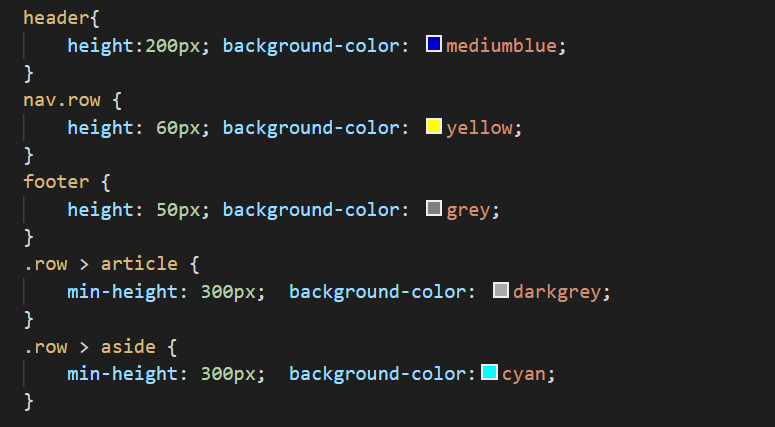 header{
height:200px; background-color: mediumblue;
}
nav.row {
height: 60px; background-color: yellow;
}
footer {
height: 50px; background-color: grey;
}
.row > article {
min-height: 300px;  background-color: darkgrey;
}
.row > aside {
min-height: 300px;  background-color:cyan;
}